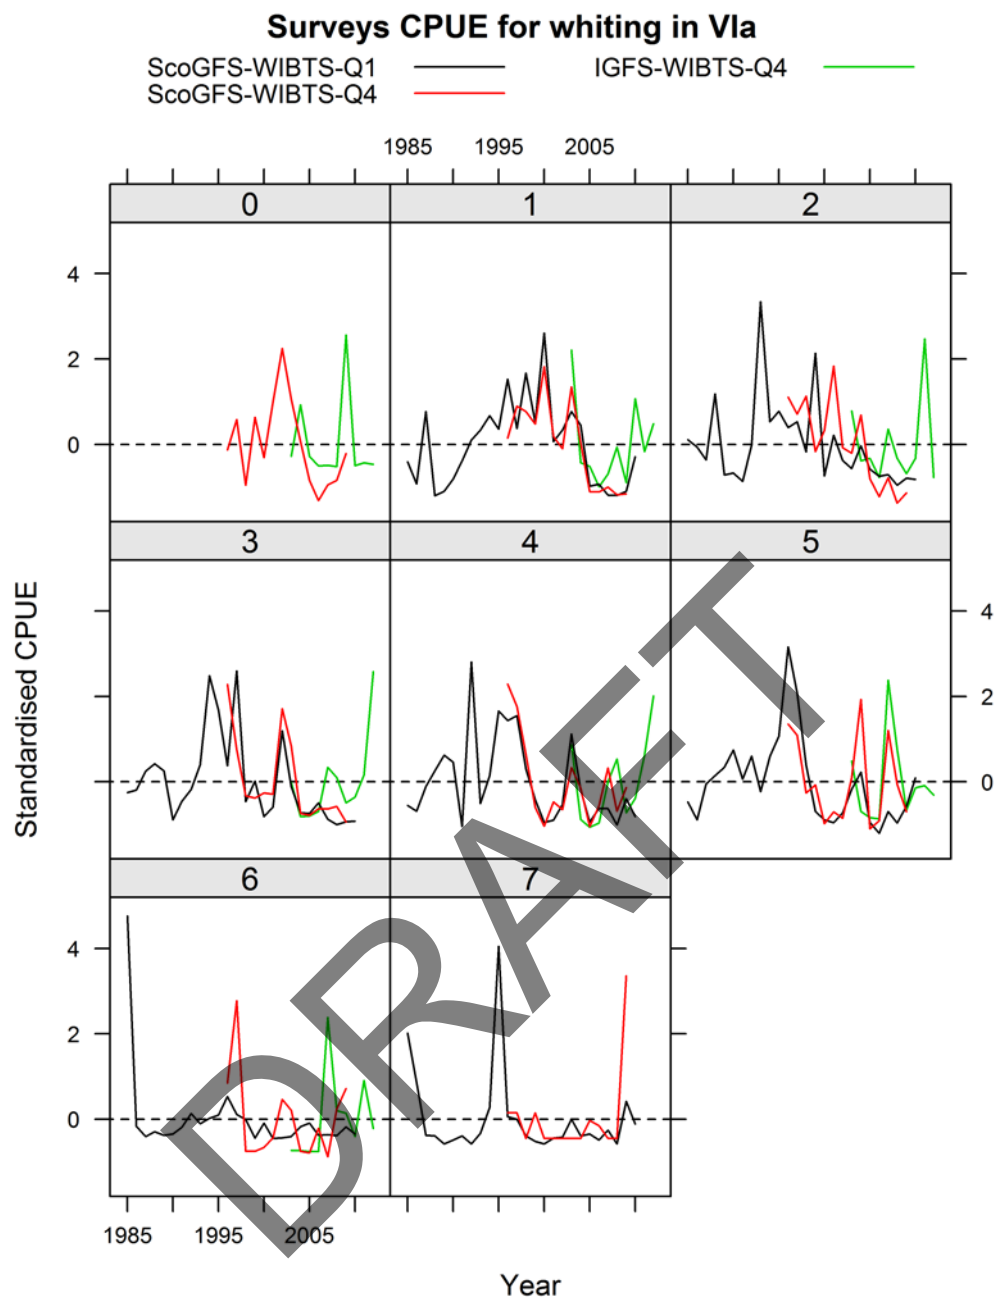 Surveys CPUE for whiting in VIa
ScoGFS-WIBTS-Q1 IGFS-WIBTS-Q4
ScoGFS-WIBTS-Q4
1985 1995 2005
0 1 2
4
2
0
3 4 5
4
2
0
6 7
4
2
0
1985 1995 2005
Standardised CPUE
Year
DRAFT